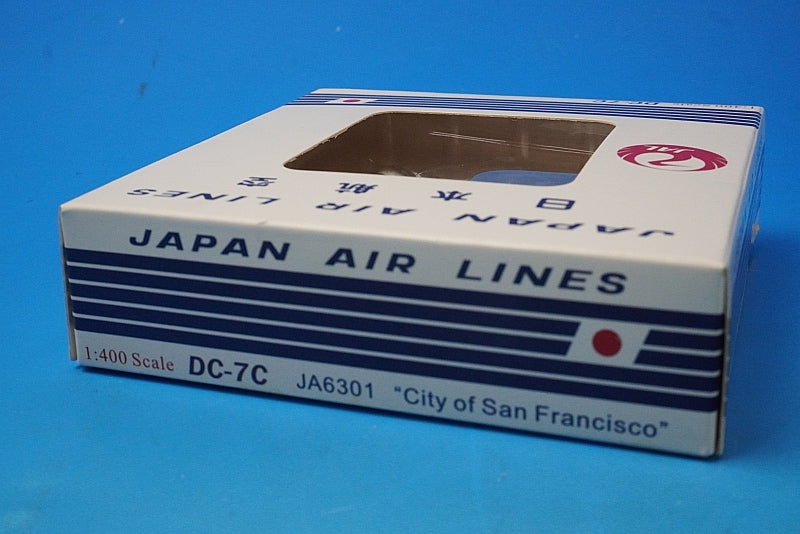 JAL
日本航空
JAPAN AIR LINES
JAPAN AIR LINES
1:400 Scale DC-7C JA6301 "City of San Francisco"